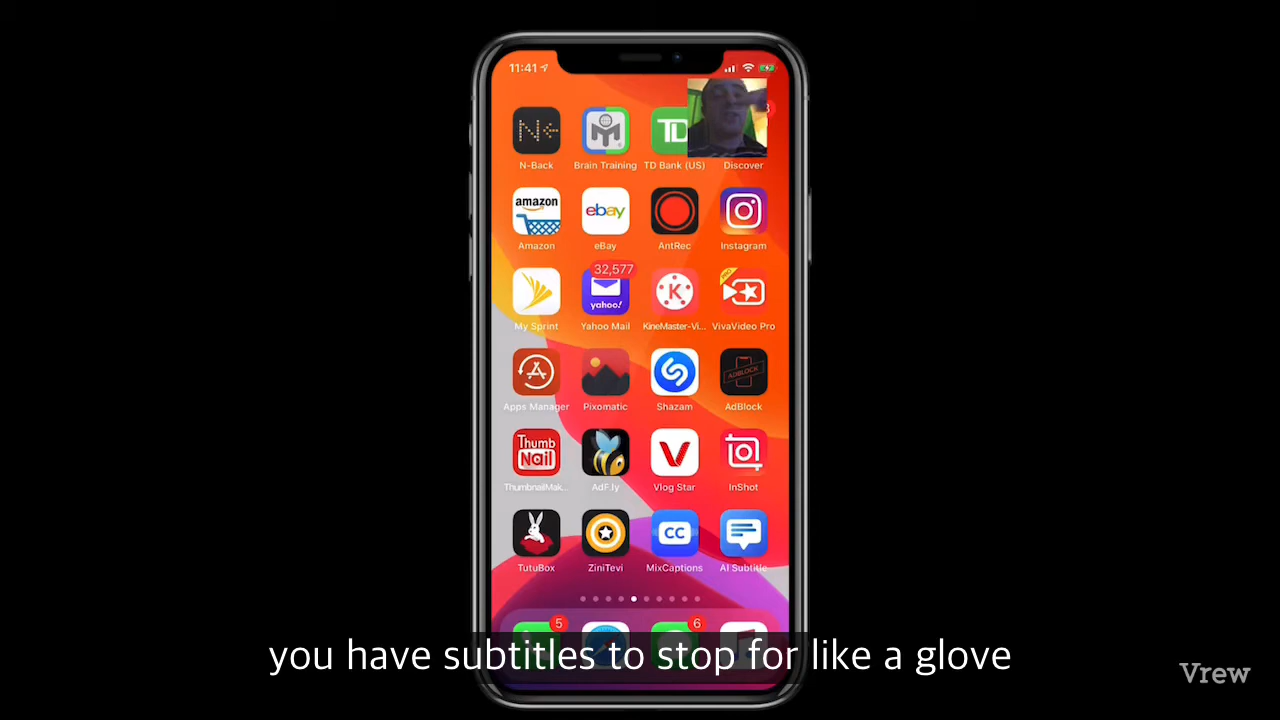 11:41
N-Back
Brain Training
TD
TD Bank (US)
Discover
amazon
Amazon
ebay
eBay
AntRec
Instagram
My Sprint
32,577
yahoo!
Yahoo Mail
K
KineMaster-Vi...
PRO
VivaVideo Pro
Apps Manager
Pixomatic
Shazam
ADBLOCK
AdBlock
Thumb
Nail
ThumbnailMak...
AdF.ly
Vlog Star
InShot
TutuBox
ZiniTevi
CC
MixCaptions
AI Subtitle
5
6
you have subtitles to stop for like a glove
Vrew